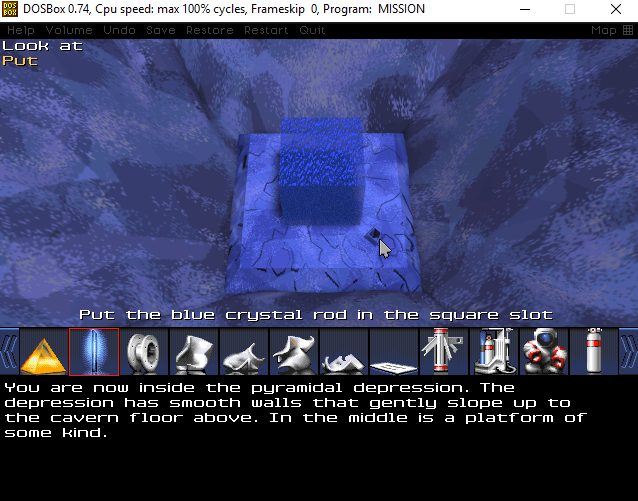 DOSBox 0.74, Cpu speed: max 100% cycles, Frameskip 0, Program: MISSION
Help Volume Undo Save Restore Restart Quit Map
Look at
Put
Put the blue crystal rod in the square slot
You are now inside the pyramidal depression. The
depression has smooth walls that gently slope up to
the cavern floor above. In the middle is a platform of
some kind.